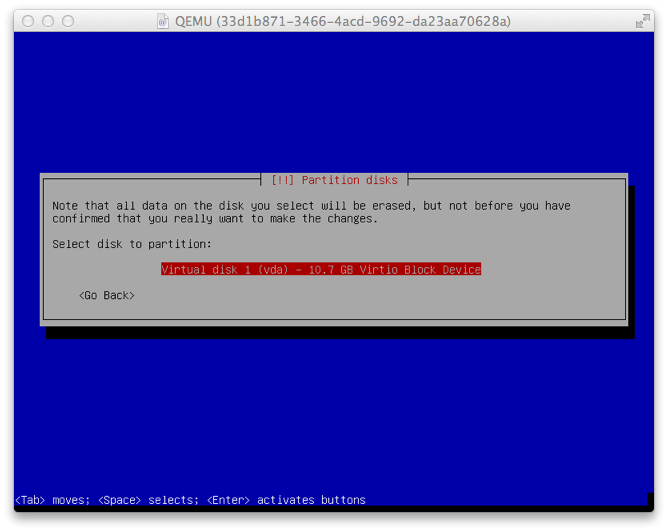 QEMU (33d1b871-3466-4acd-9692-da23aa70628a)
[!!] Partition disks
Note that all data on the disk you select will be erased, but not before you have
confirmed that you really want to make the changes.
Select disk to partition:
Virtual disk 1 (vda) - 10.7 GB Virtio Block Device
<Go Back>
<Tab> moves; <Space> selects; <Enter> activates buttons